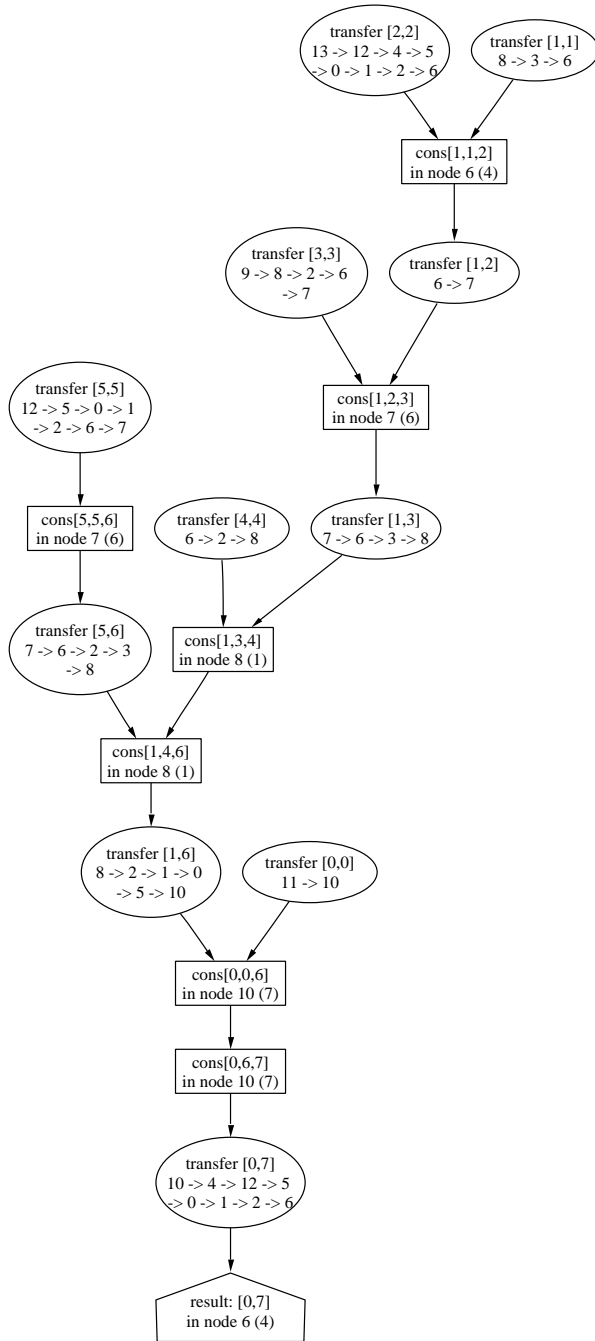 transfer [2,2]
13 -> 12 -> 4 -> 5
-> 0 -> 1 -> 2 -> 6
transfer [1,1]
8 -> 3 -> 6
cons[1,1,2]
in node 6 (4)
transfer [3,3]
9 -> 8 -> 2 -> 6
-> 7
transfer [1,2]
6 -> 7
transfer [5,5]
12 -> 5 -> 0 -> 1
-> 2 -> 6 -> 7
cons[1,2,3]
in node 7 (6)
cons[5,5,6]
in node 7 (6)
transfer [4,4]
6 -> 2 -> 8
transfer [1,3]
7 -> 6 -> 3 -> 8
transfer [5,6]
7 -> 6 -> 2 -> 3
-> 8
cons[1,3,4]
in node 8 (1)
cons[1,4,6]
in node 8 (1)
transfer [1,6]
8 -> 2 -> 1 -> 0
-> 5 -> 10
transfer [0,0]
11 -> 10
cons[0,0,6]
in node 10 (7)
cons[0,6,7]
in node 10 (7)
transfer [0,7]
10 -> 4 -> 12 -> 5
-> 0 -> 1 -> 2 -> 6
result: [0,7]
in node 6 (4)